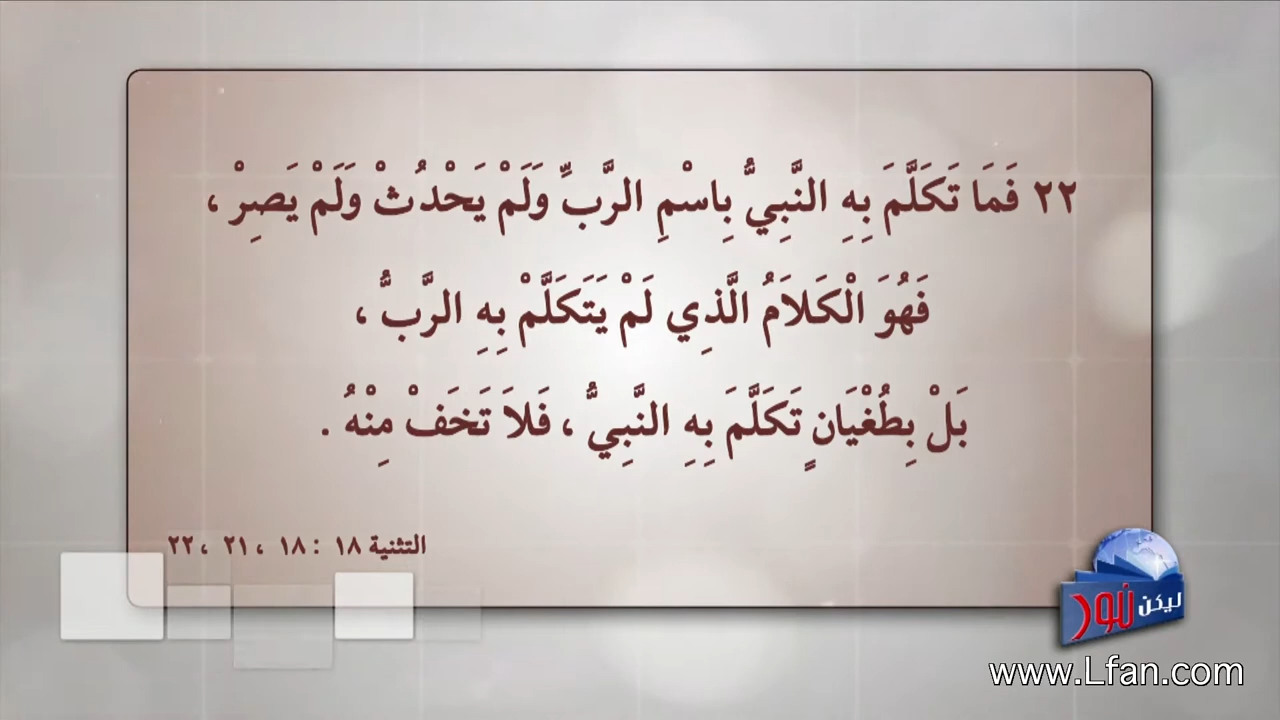 ٢٢ فَمَا تَكَلَّمَ بِهِ النَّبِيُّ بِاسْمِ الرَّبِّ وَلَمْ يَحْدُثْ وَلَمْ يَصِرْ ،
فَهُوَ الْكَلاَمُ الَّذِي لَمْ يَتَكَلَّمْ بِهِ الرَّبُّ ،
بَلْ بِطُغْيَانٍ تَكَلَّمَ بِهِ النَّبِيُّ ، فَلاَ تَخَفْ مِنْهُ .
التثنية ١٨ : ١٨ ، ٢١ ، ٢٢
ليكن نور
www.Lfan.com